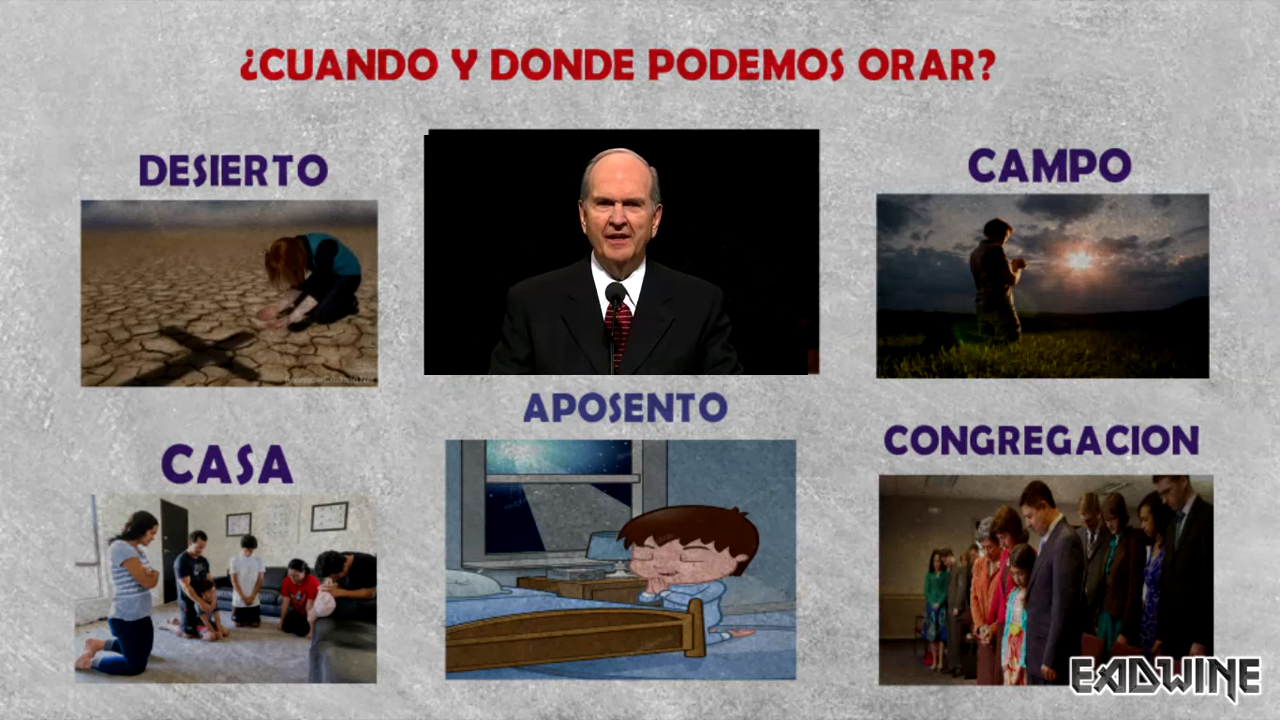 ¿CUANDO Y DONDE PODEMOS ORAR?
DESIERTO
CAMPO
APOSENTO
CASA
CONGREGACION
EADWINE